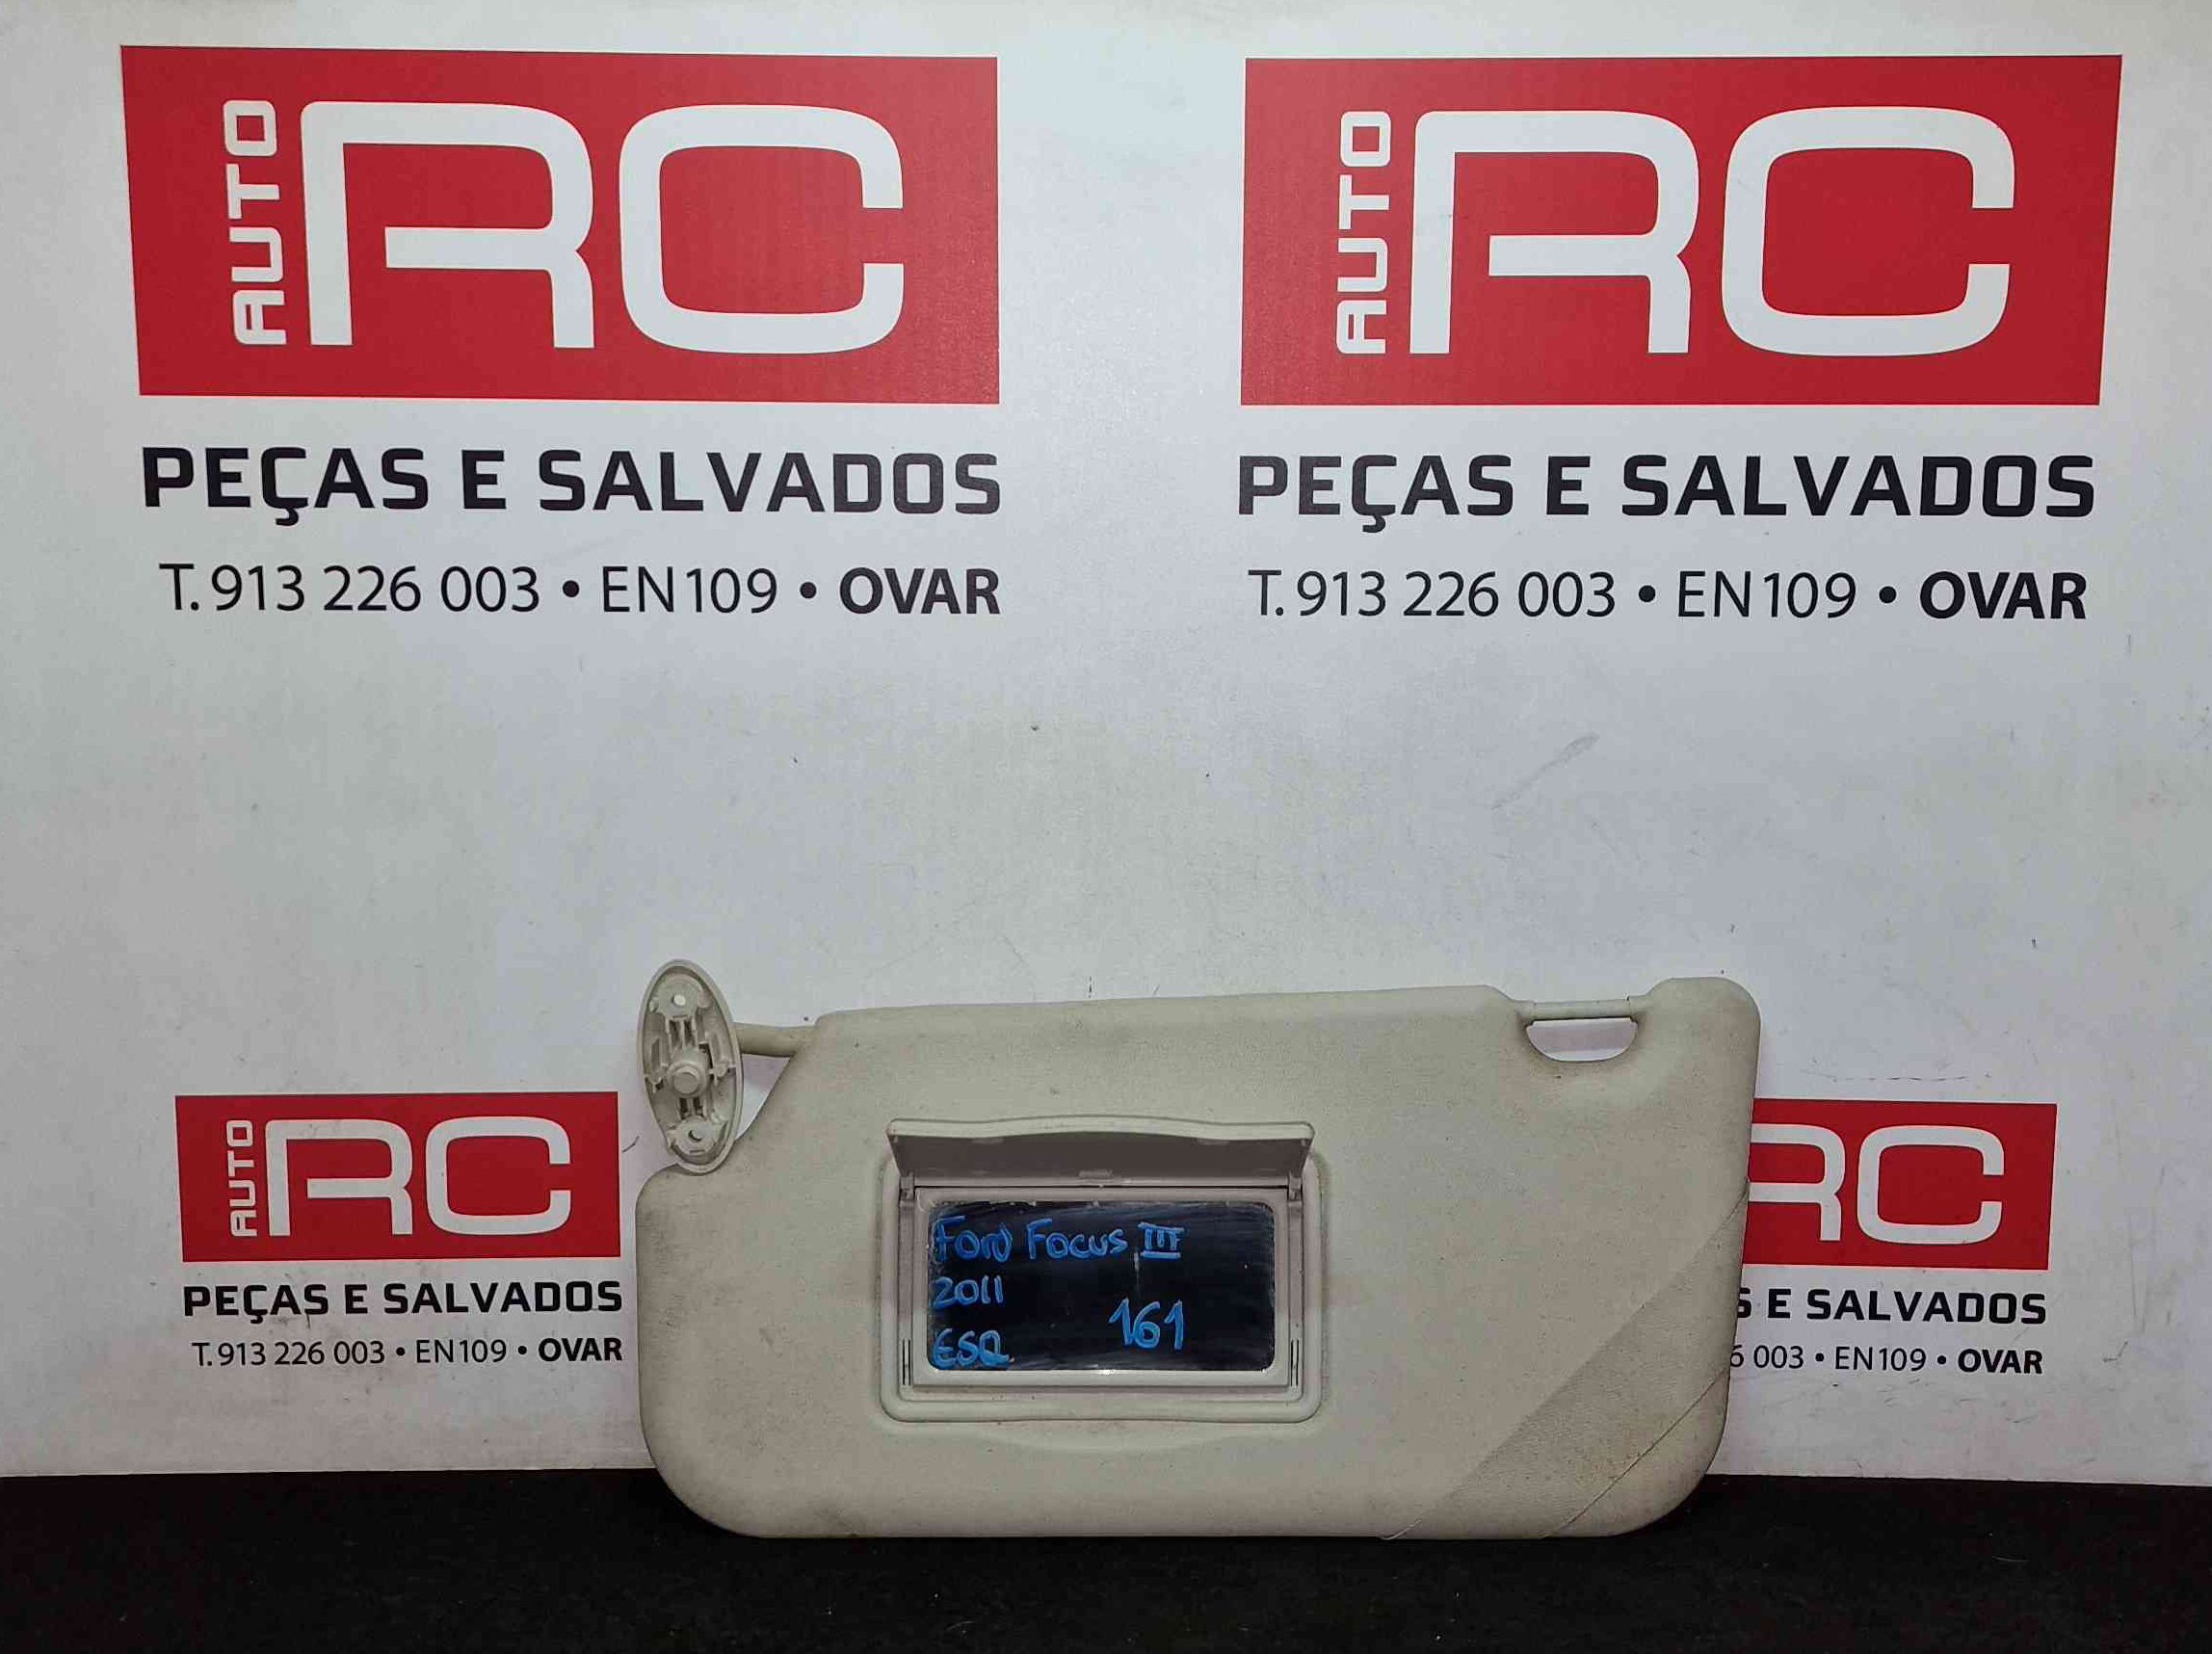 AUTO RC
PEÇAS E SALVADOS
T. 913 226 003 • EN109 • OVAR
AUTO RC
PEÇAS E SALVADOS
T. 913 226 003 • EN109 • OVAR
AUTO RC
PEÇAS E SALVADOS
T. 913 226 003 • EN109 • OVAR
RC
S E SALVADOS
6 003 • EN109 • OVAR
Ford Focus III
2011
ESQ 161